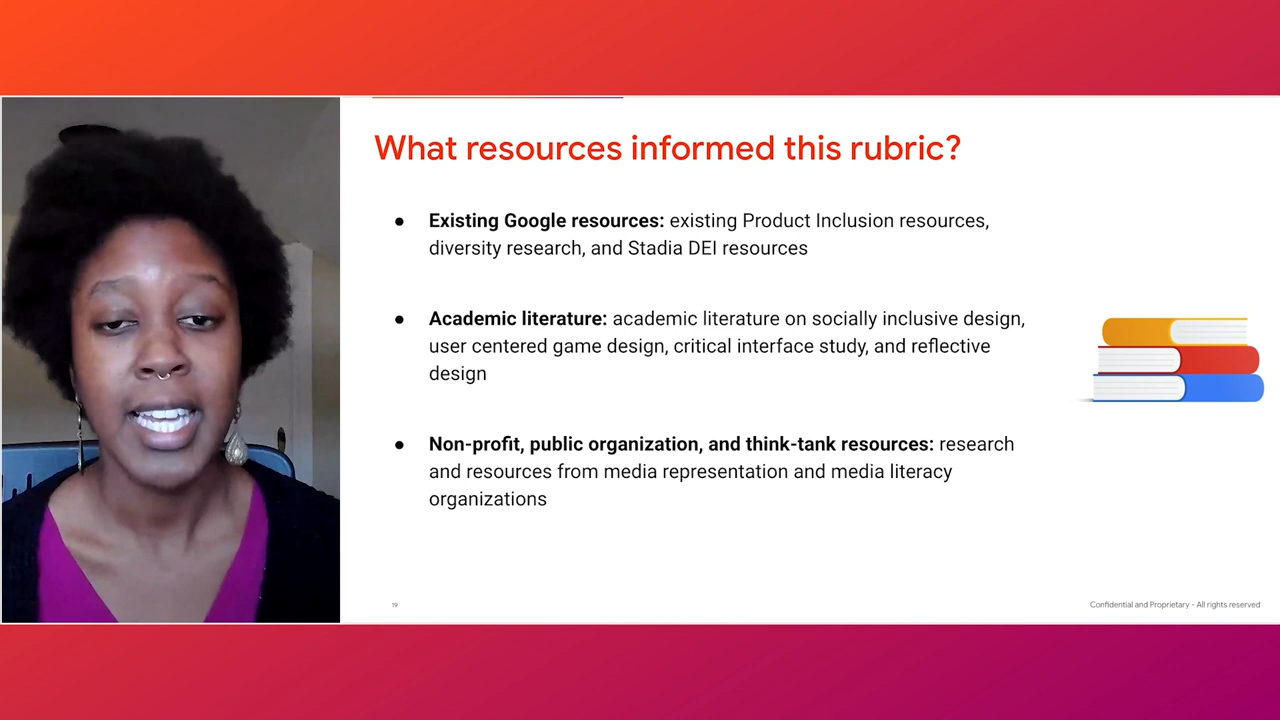 What resources informed this rubric?
● Existing Google resources: existing Product Inclusion resources,
diversity research, and Stadia DEI resources
● Academic literature: academic literature on socially inclusive design,
user centered game design, critical interface study, and reflective
design
● Non-profit, public organization, and think-tank resources: research
and resources from media representation and media literacy
organizations
19
Confidential and Proprietary - All rights reserved